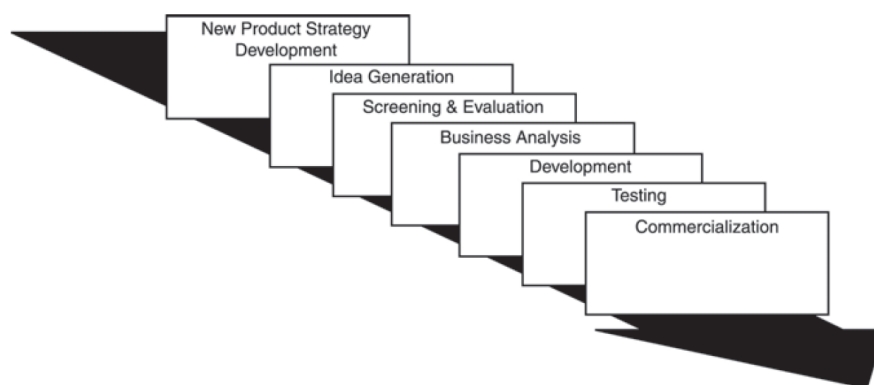 New Product Strategy
Development
Idea Generation
Screening & Evaluation
Business Analysis
Development
Testing
Commercialization